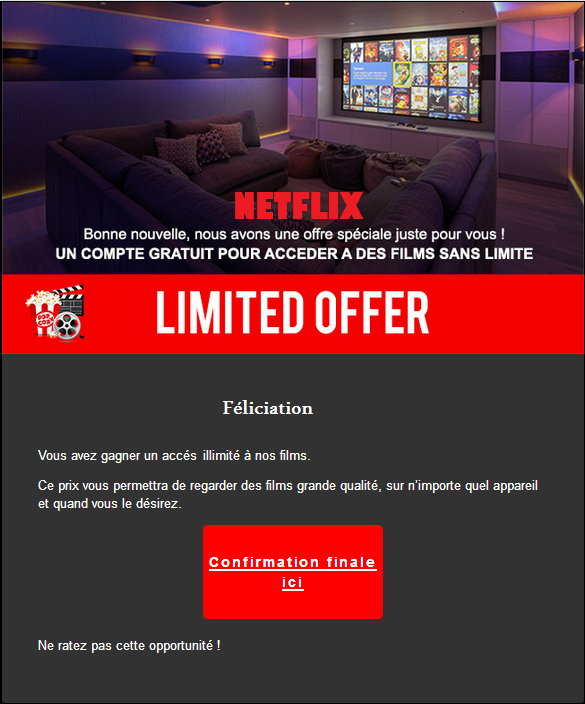 NETFLIX
Bonne nouvelle, nous avons une offre spéciale juste pour vous !
UN COMPTE GRATUIT POUR ACCEDER A DES FILMS SANS LIMITE
POP CORN
LIMITED OFFER
Féliciation
Vous avez gagner un accés illimité à nos films.
Ce prix vous permettra de regarder des films grande qualité, sur n'importe quel appareil
et quand vous le désirez.
Confirmation finale
ici
Ne ratez pas cette opportunité !